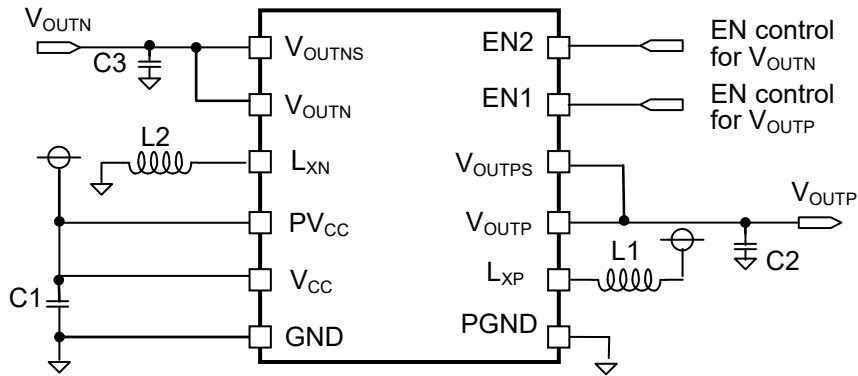 VOUTN
C3
VOUTNS
VOUTN
L2
LXN
PVCC
VCC
C1
GND
EN2
EN control
for VOUTN
EN1
EN control
for VOUTP
VOUTPS
VOUTP
VOUTP
C2
L1
LXP
PGND